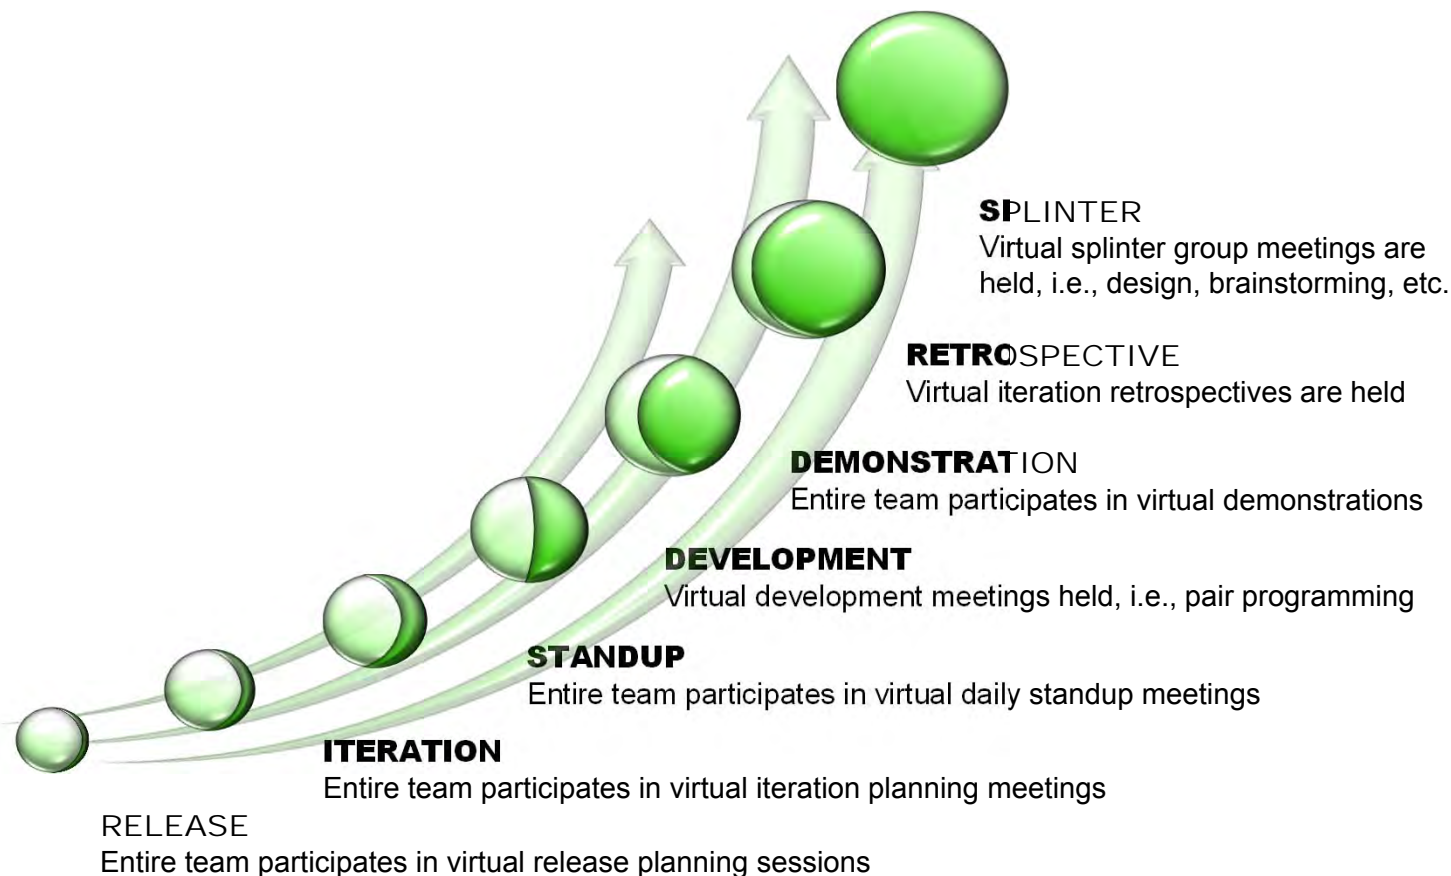 SPLINTER
Virtual splinter group meetings are
held, i.e., design, brainstorming, etc.
RETROSPECTIVE
Virtual iteration retrospectives are held
DEMONSTRATION
Entire team participates in virtual demonstrations
DEVELOPMENT
Virtual development meetings held, i.e., pair programming
STANDUP
Entire team participates in virtual daily standup meetings
ITERATION
Entire team participates in virtual iteration planning meetings
RELEASE
Entire team participates in virtual release planning sessions